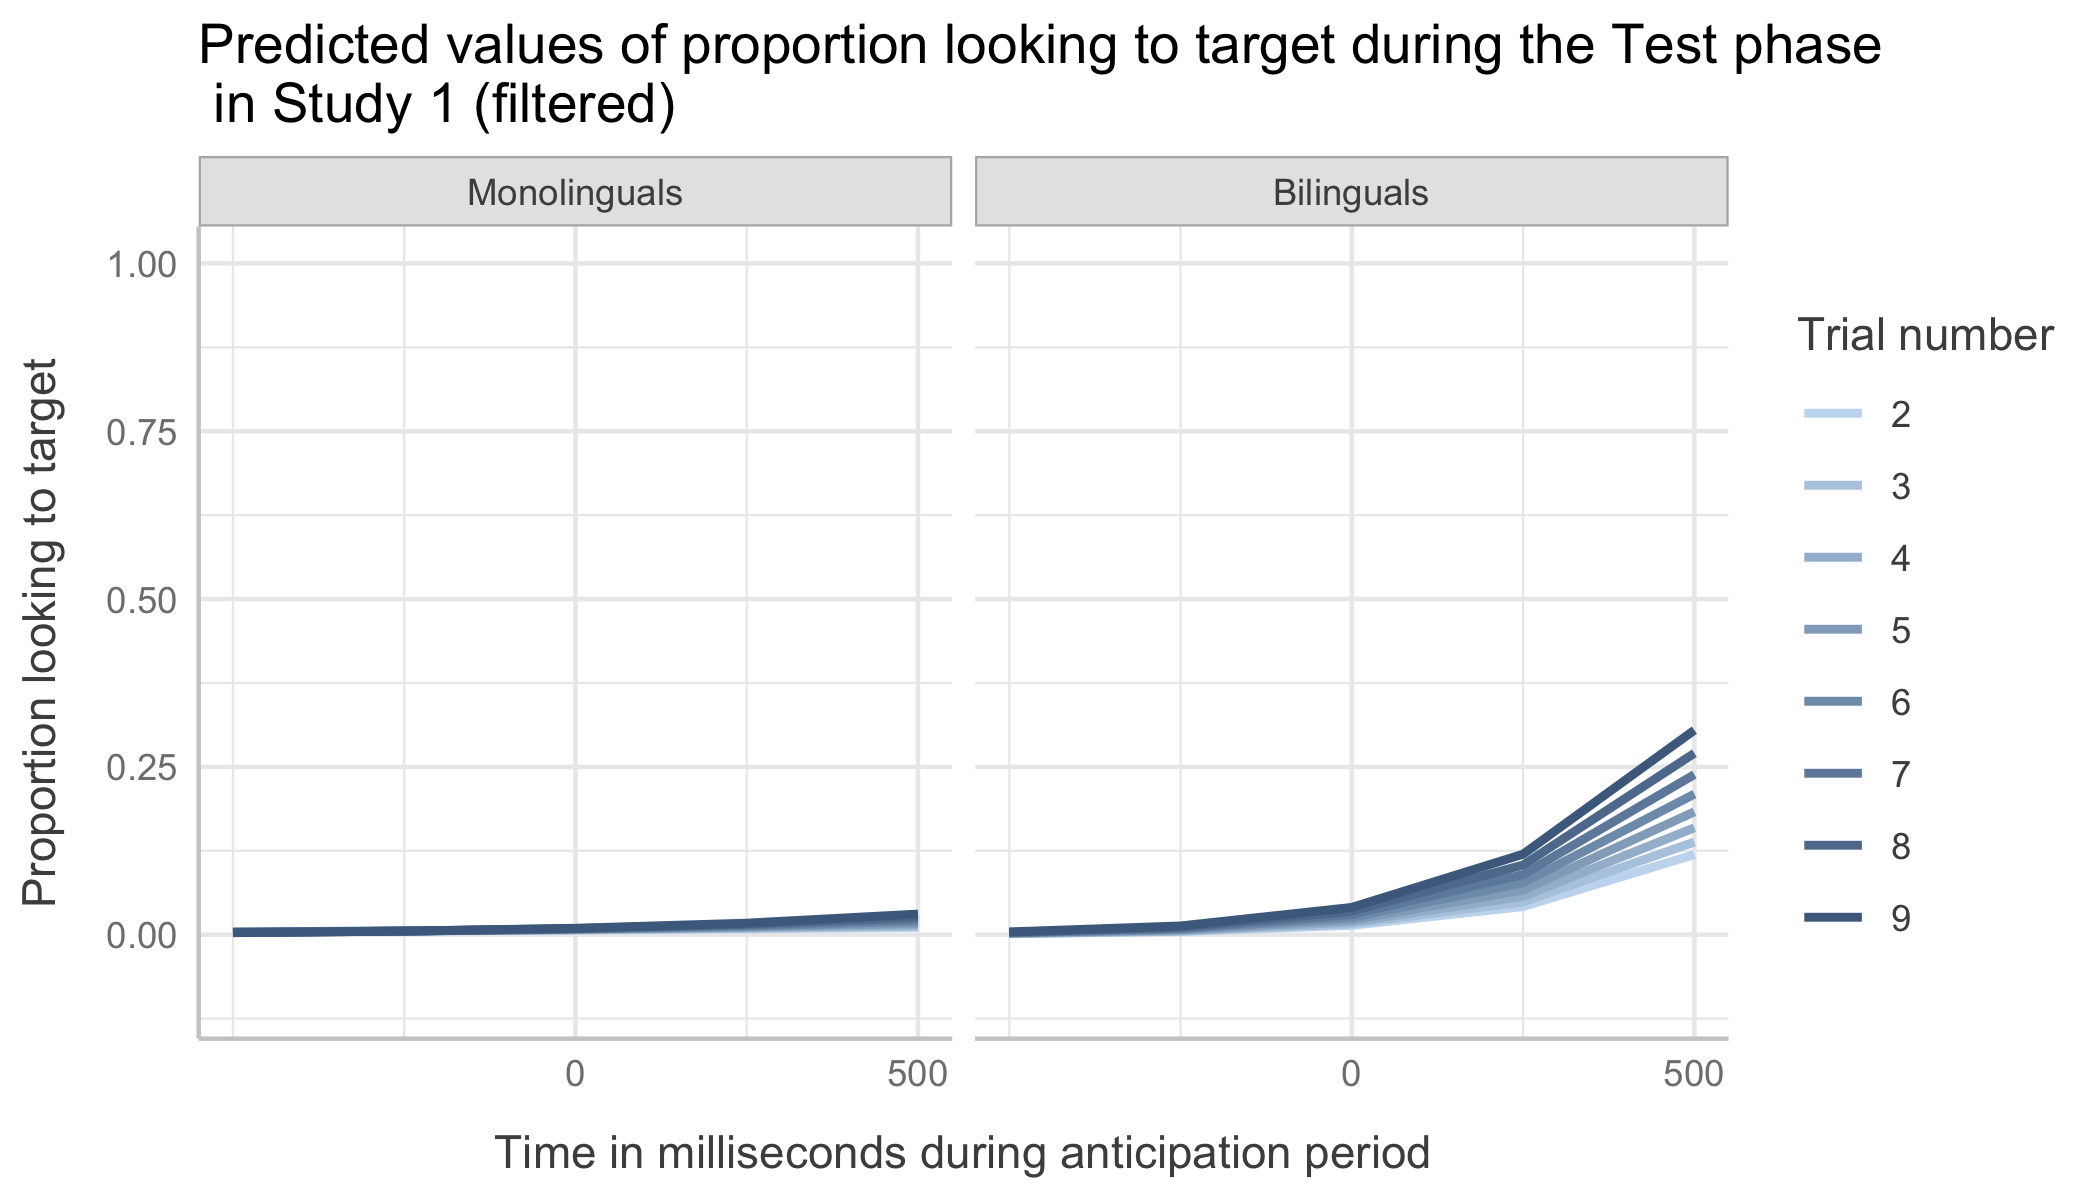 Predicted values of proportion looking to target during the Test phase
in Study 1 (filtered)
Monolinguals
Bilinguals
1.00
0.75
0.50
0.25
0.00
Proportion looking to target
0
500
0
500
Time in milliseconds during anticipation period
Trial number
2
3
4
5
6
7
8
9